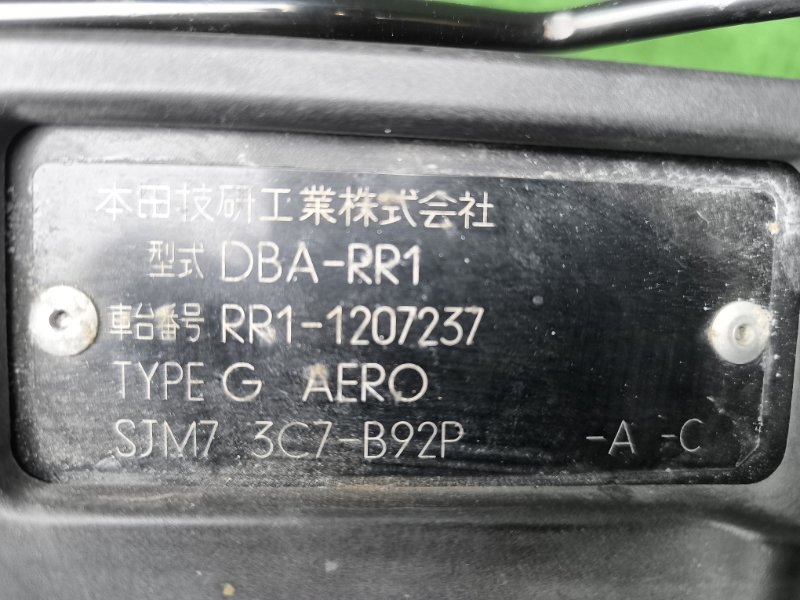 本田技研工業株式会社
型式 DBA-RR1
車台番号 RR1-1207237
TYPE G AERO
SJM7 3C7-B92P -A -C